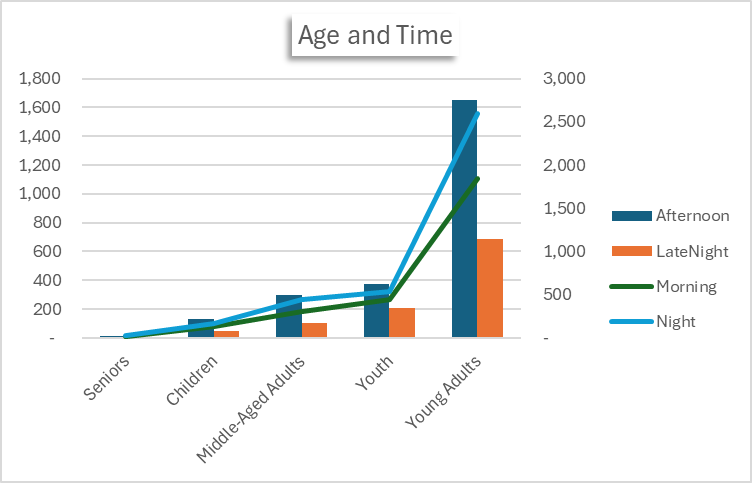 Age and Time
1,800
1,600
1,400
1,200
1,000
800
600
400
200
-
3,000
2,500
2,000
1,500
1,000
500
-
Seniors
Children
Middle-Aged Adults
Youth
Young Adults
Afternoon
LateNight
Morning
Night